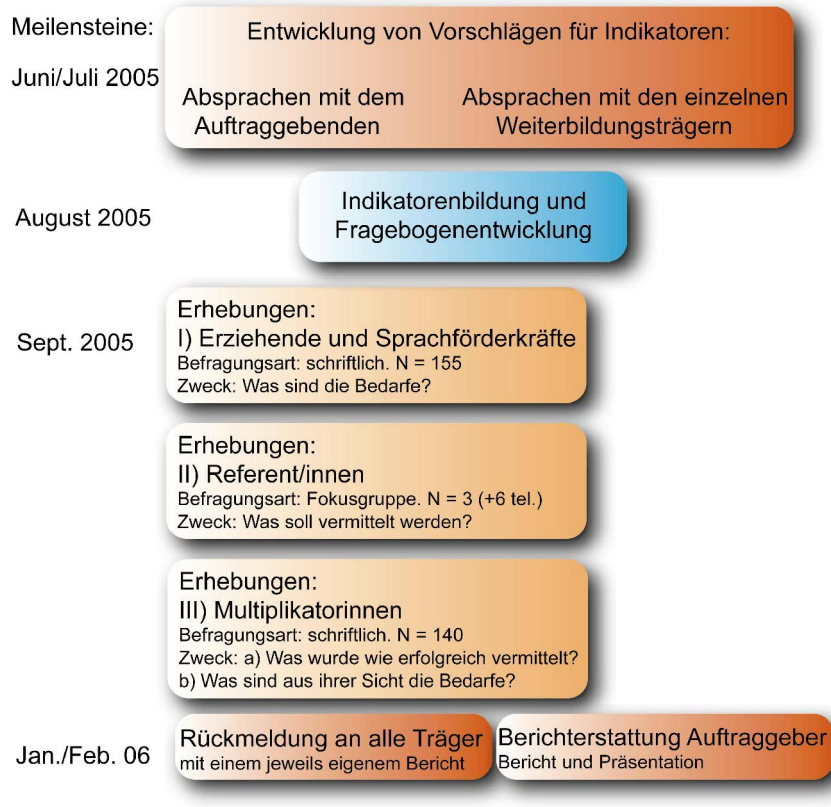 Meilensteine:
Entwicklung von Vorschlägen für Indikatoren:
Juni/Juli 2005
Absprachen mit dem
Auftraggebenden
Absprachen mit den einzelnen
Weiterbildungsträgern
August 2005
Indikatorenbildung und
Fragebogenentwicklung
Sept. 2005
Erhebungen:
I) Erziehende und Sprachförderkräfte
Befragungsart: schriftlich. N = 155
Zweck: Was sind die Bedarfe?
Erhebungen:
II) Referent/innen
Befragungsart: Fokusgruppe. N = 3 (+6 tel.)
Zweck: Was soll vermittelt werden?
Erhebungen:
III) Multiplikatorinnen
Befragungsart: schriftlich. N = 140
Zweck: a) Was wurde wie erfolgreich vermittelt?
b) Was sind aus ihrer Sicht die Bedarfe?
Jan./Feb. 06
Rückmeldung an alle Träger
mit einem jeweils eigenem Bericht
Berichterstattung Auftraggeber
Bericht und Präsentation